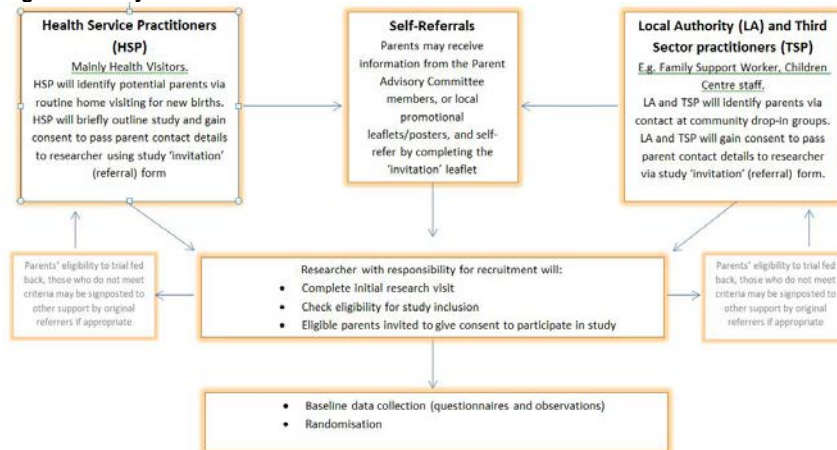 Health Service Practitioners
(HSP)
Mainly Health Visitors.
HSP will identify potential parents via
routine home visiting for new births.
HSP will briefly outline study and gain
consent to pass parent contact details
to researcher using study 'invitation'
(referral) form
Self-Referrals
Parents may receive
information from the Parent
Advisory Committee
members, or local
promotional
leaflets/posters, and self-
refer by completing the
'invitation' leaflet
Local Authority (LA) and Third
Sector practitioners (TSP)
E.g. Family Support Worker, Children
Centre staff.
LA and TSP will identify parents via
contact at community drop-in groups.
LA and TSP will gain consent to pass
parent contact details to researcher
via study 'invitation' (referral) form.
Parents' eligibility to trial fed
back, those who do not meet
criteria may be signposted to
other support by original
referrers if appropriate
Researcher with responsibility for recruitment will:
• Complete initial research visit
• Check eligibility for study inclusion
• Eligible parents invited to give consent to participate in study
Parents' eligibility to trial fed
back, those who do not meet
criteria may be signposted to
other support by original
referrers if appropriate
• Baseline data collection (questionnaires and observations)
• Randomisation